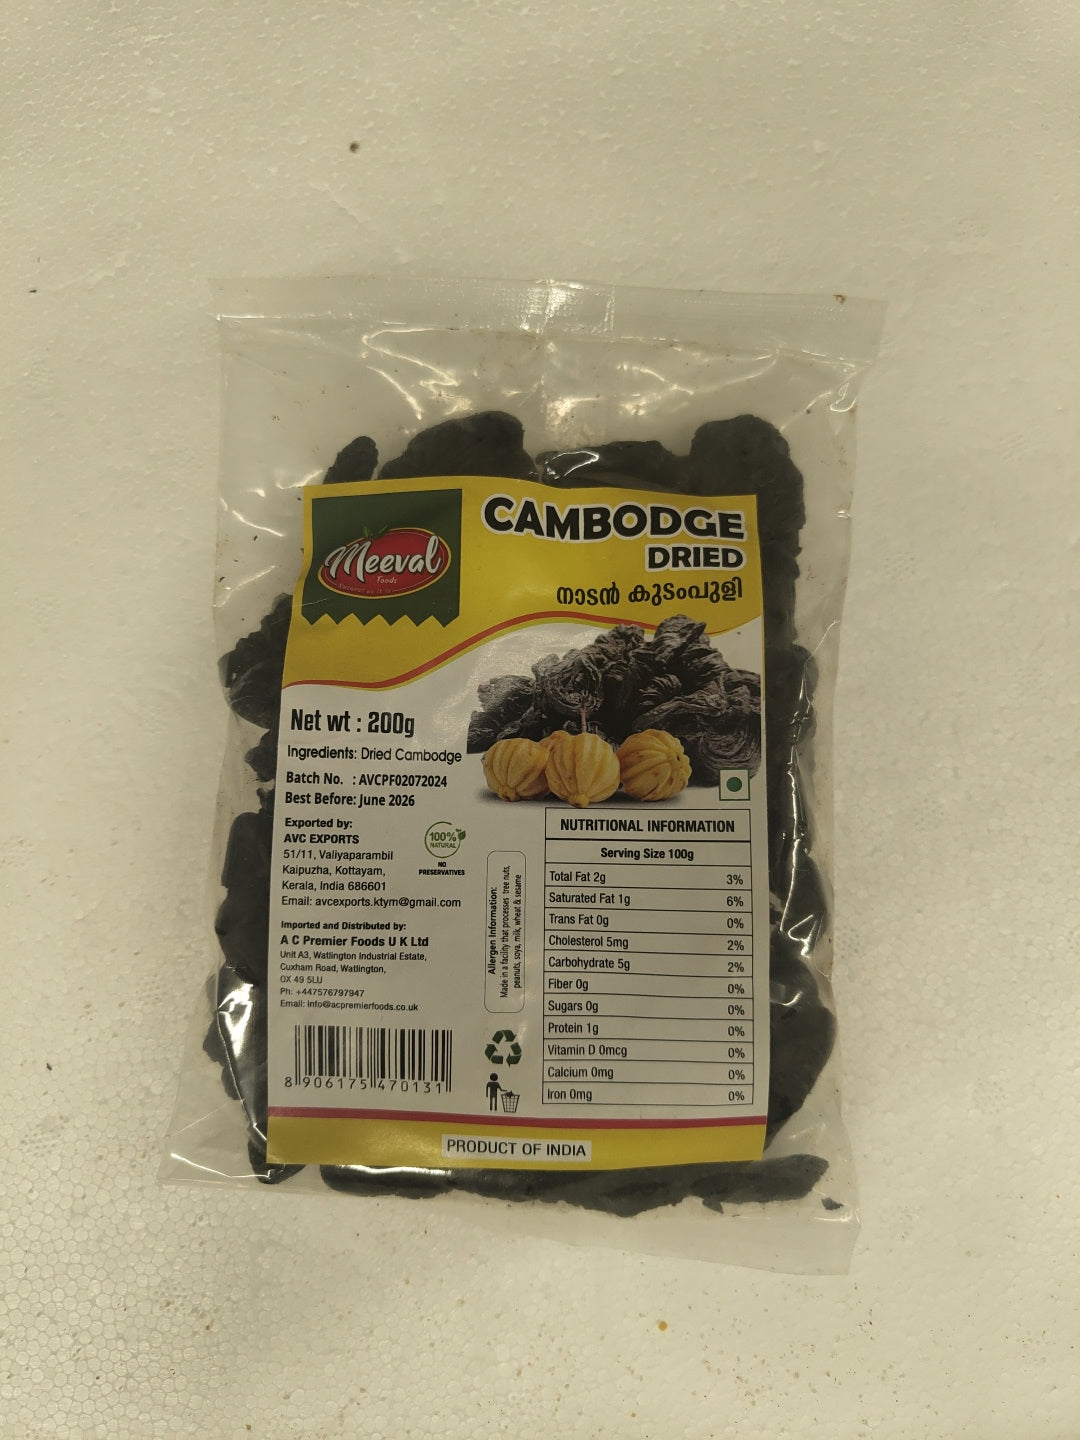 Meeval
Foods
Natural as it is
CAMBODGE
DRIED
നാടൻ കുടംപുളി
Net wt : 200g
Ingredients: Dried Cambodge
Batch No. : AVCPF02072024
Best Before: June 2026
Exported by:
AVC EXPORTS
51/11, Valiyaparambil
Kaipuzha, Kottayam,
Kerala, India 686601
Email: avcexports.ktym@gmail.com
100%
NATURAL
NO
PRESERVATIVES
Imported and Distributed by:
A C Premier Foods U K Ltd
Unit A3, Watlington Industrial Estate,
Cuxham Road, Watlington,
OX 49 5LU
Ph: +447576797947
Email: info@acpremierfoods.co.uk
8 906175 470131
Allergen Information:
Made in a facility that processes tree nuts,
peanuts, soya, milk, wheat & sesame
NUTRITIONAL INFORMATION
Serving Size 100g
Total Fat 2g 3%
Saturated Fat 1g 6%
Trans Fat 0g 0%
Cholesterol 5mg 2%
Carbohydrate 5g 2%
Fiber 0g 0%
Sugars 0g 0%
Protein 1g 0%
Vitamin D 0mcg 0%
Calcium 0mg 0%
Iron 0mg 0%
PRODUCT OF INDIA